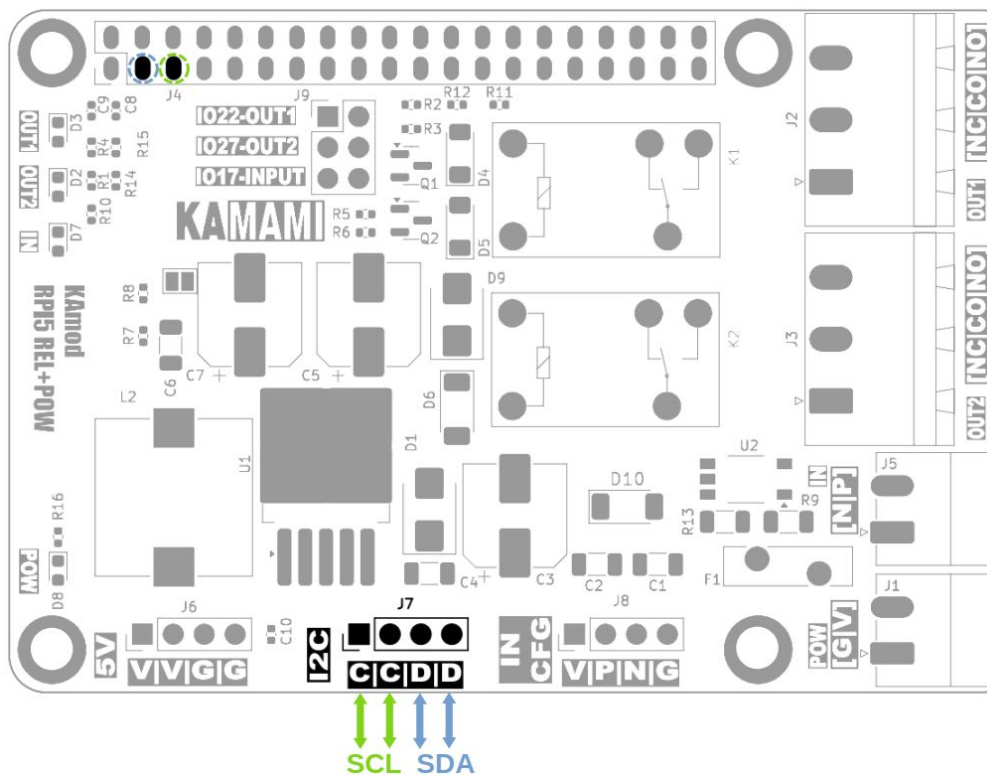 J4
J9
R12
R11
R2
R3
C9
C8
OUT1
D3
R4
R15
IO22-OUT1
IO27-OUT2
IO17-INPUT
Q1
D4
K1
J2
[NC|CO|NO]
OUT1
OUT2
D2
R1
R14
R10
IN
D7
KAMAMI
R5
R6
Q2
D5
R8
R7
C6
C7
C5
D9
K2
J3
[NC|CO|NO]
OUT2
KAmod
RPI5 REL+POW
L2
U1
D6
D1
U2
IN
[N|P]
J5
R16
D10
R13
R9
POW
D8
C4
C3
C2
C1
F1
J1
POW
[G|V]
J6
C10
J7
J8
5V
V|V|G|G
I2C
C|C|D|D
IN
CFG
V|P|N|G
SCL
SDA